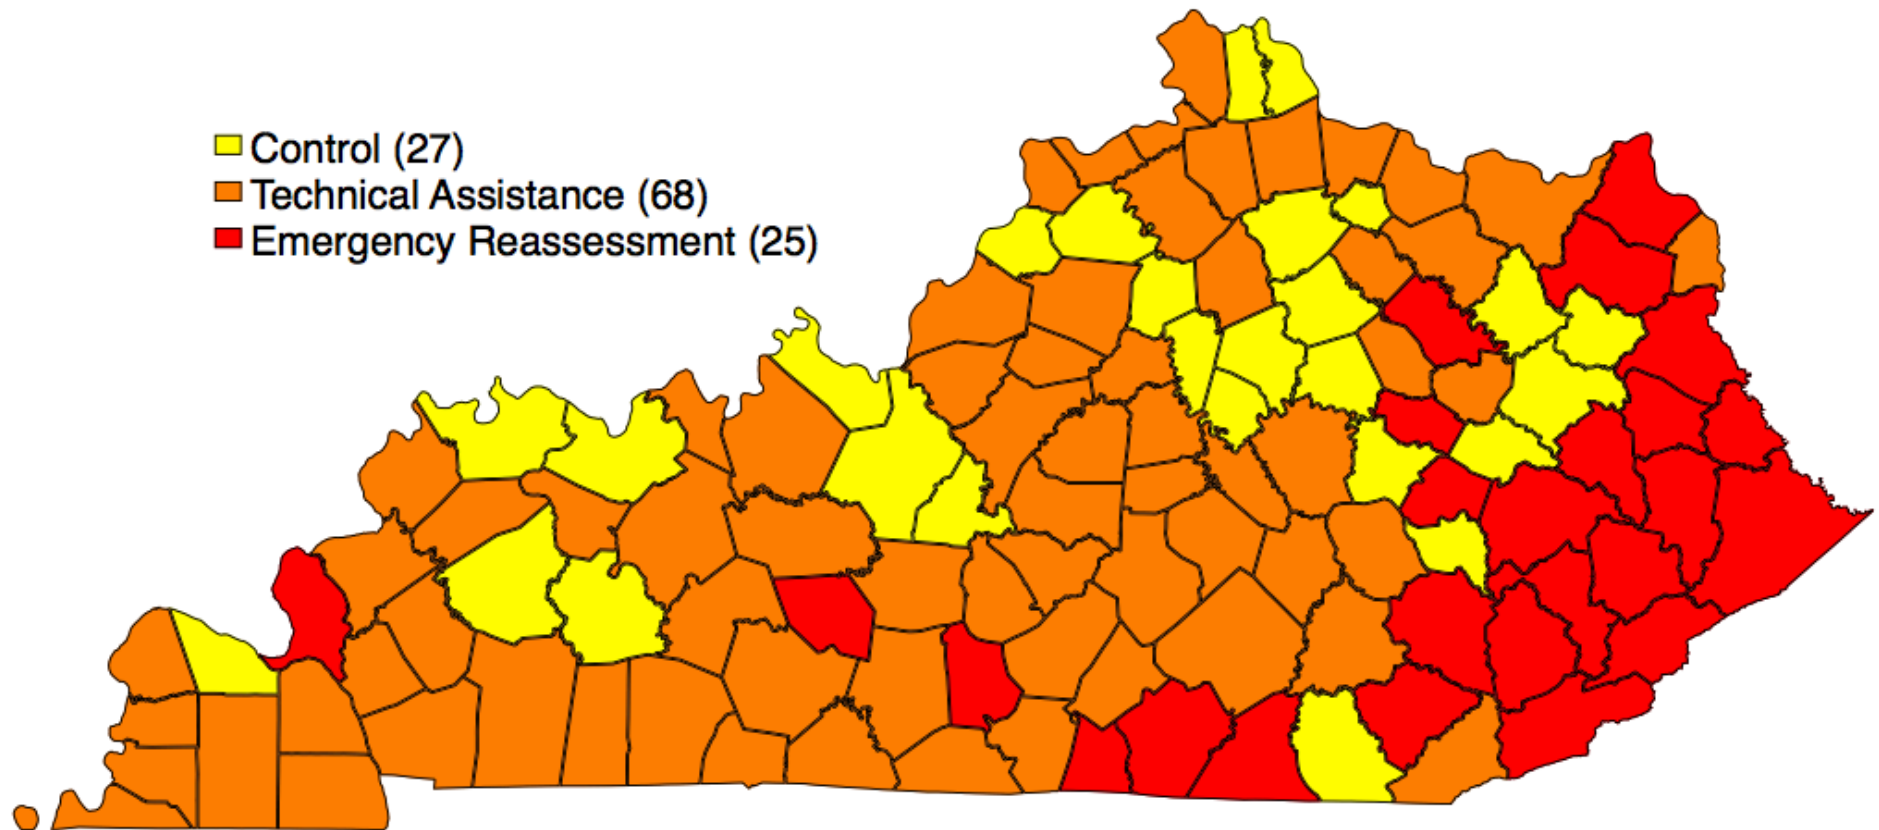 Control (27)
Technical Assistance (68)
Emergency Reassessment (25)